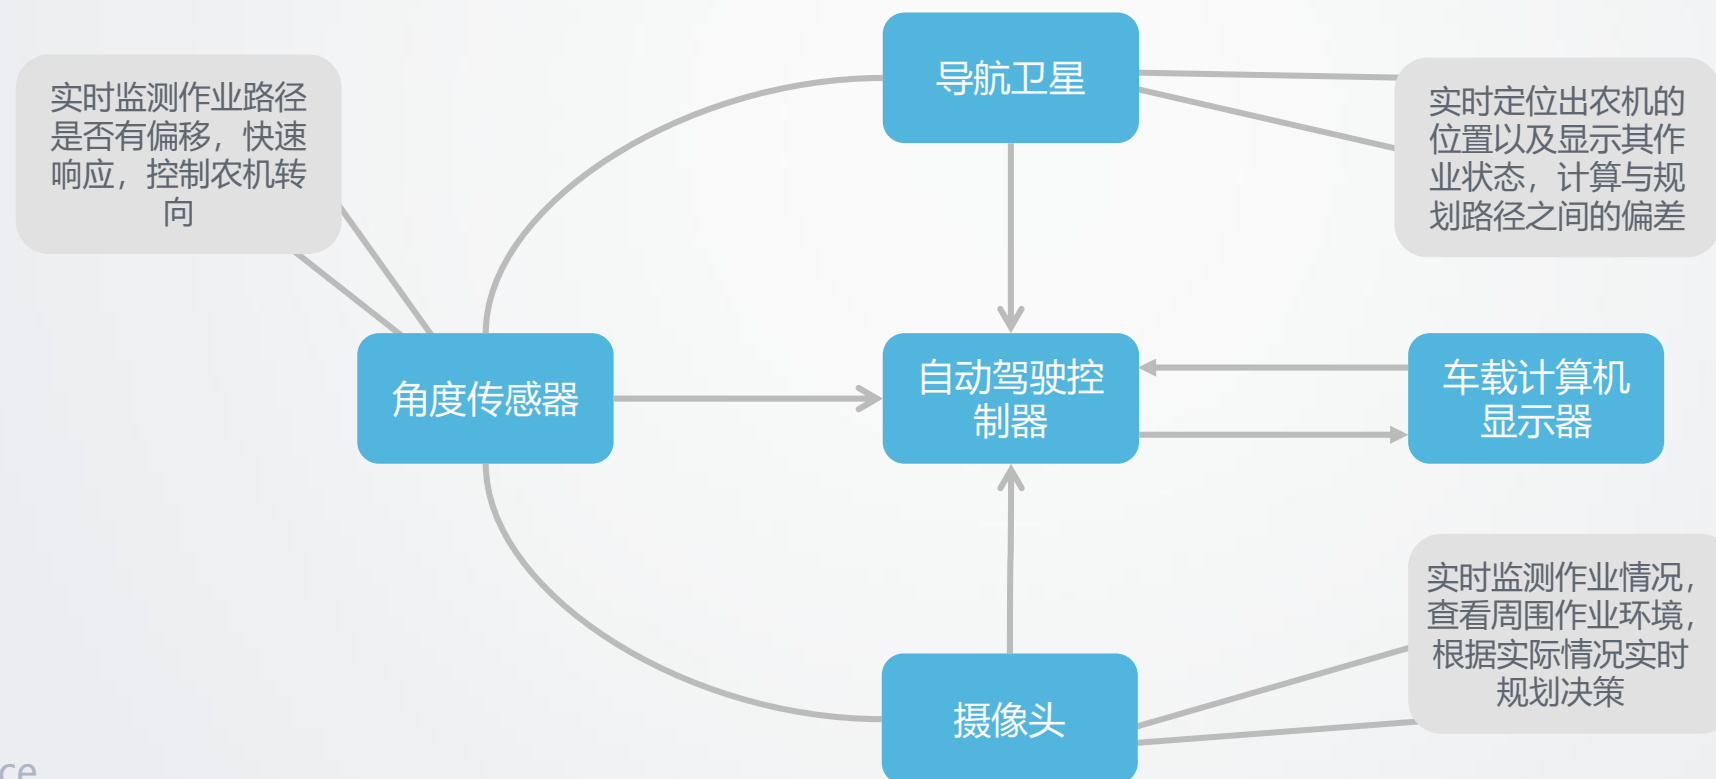 导航卫星
实时监测作业路径
是否有偏移，快速
响应，控制农机转
向
实时定位出农机的
位置以及显示其作
业状态，计算与规
划路径之间的偏差
角度传感器
自动驾驶控
制器
车载计算机
显示器
实时监测作业情况，
查看周围作业环境，
根据实际情况实时
规划决策
摄像头
ce